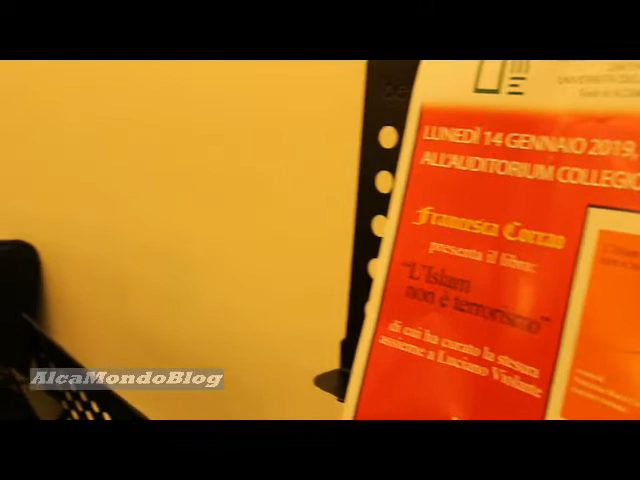 LUNEDÌ 14 GENNAIO 2019,
ALL'AUDITORIUM COLLEGIO
Francesca Corrao
presenta il libro:
"L'Islam
non è terrorismo"
di cui ha curato la stesura
assieme a Luciano Violante
AlcaMondoBlog